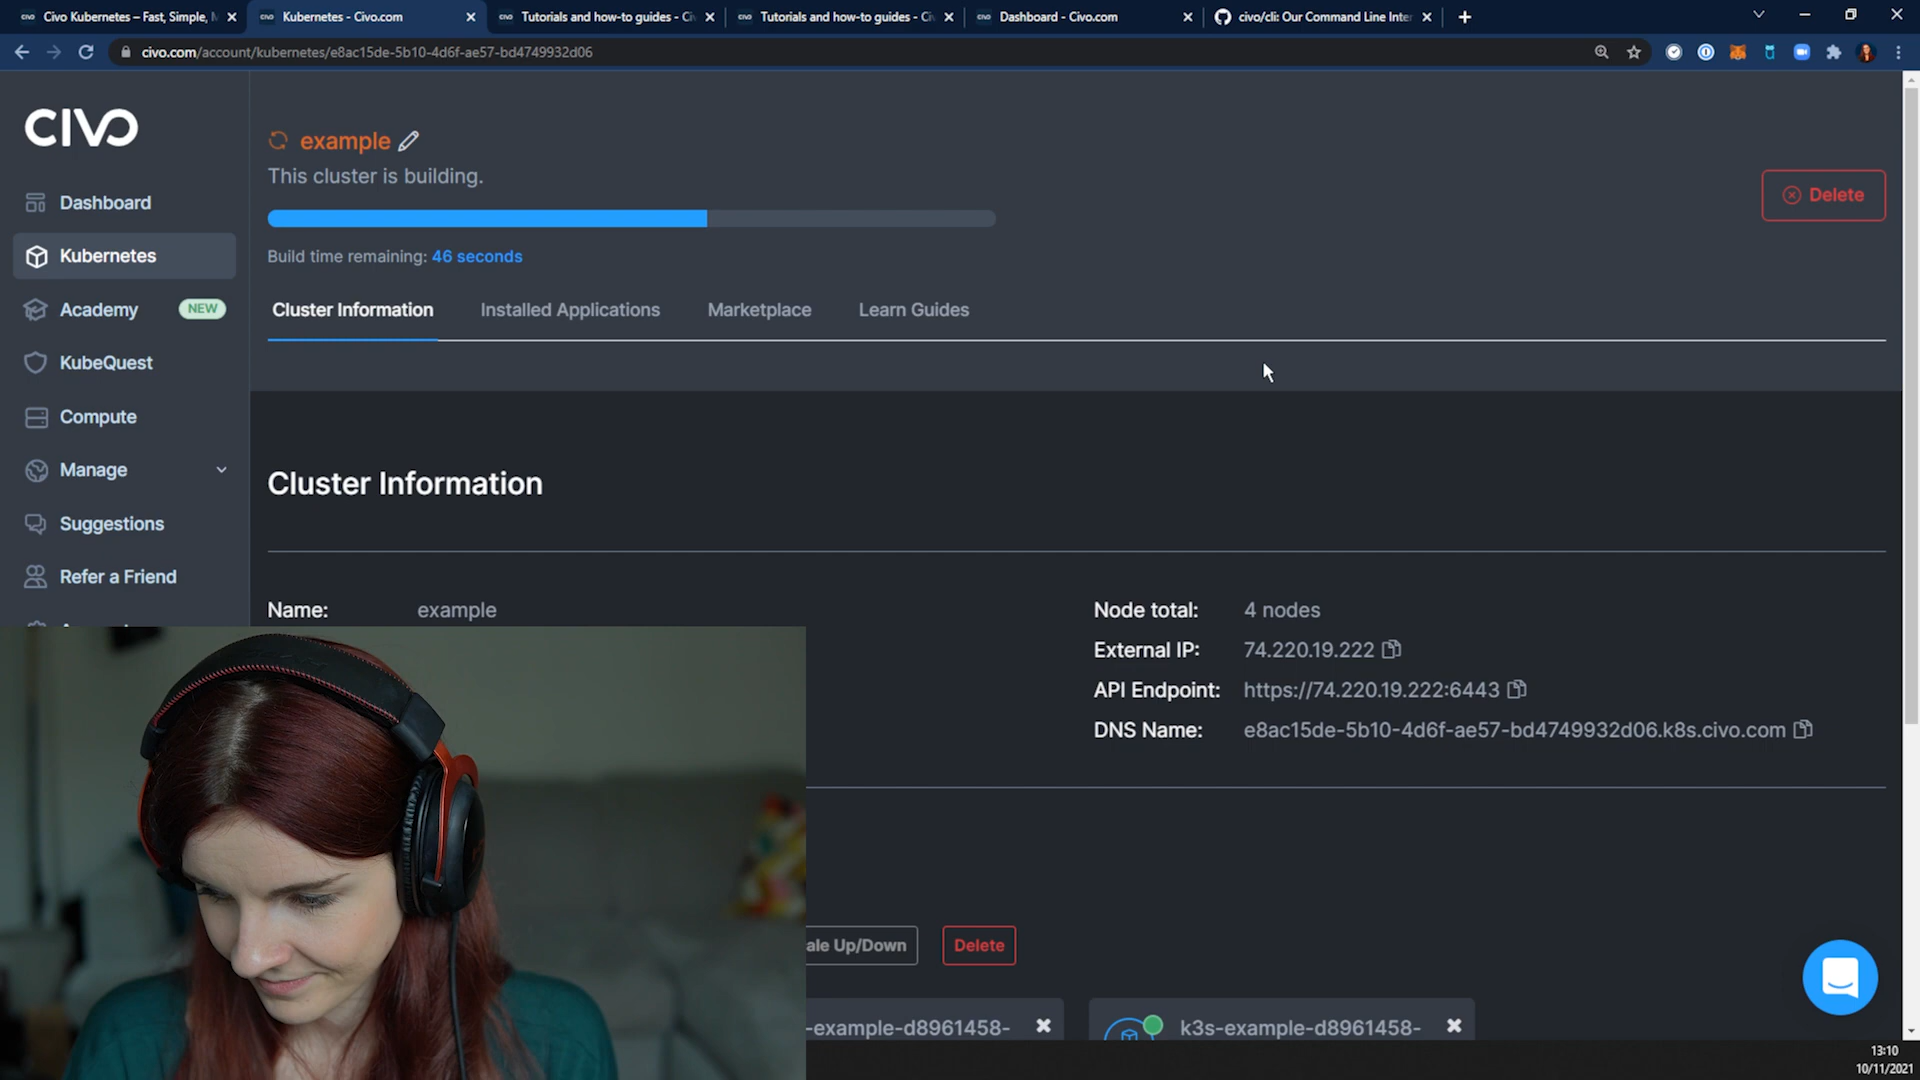 Civo Kubernetes – Fast, Simple,
Kubernetes - Civo.com
Tutorials and how-to guides - Ci
Tutorials and how-to guides - Ci
Dashboard - Civo.com
civo/cli: Our Command Line Inter
civo.com/account/kubernetes/e8ac15de-5b10-4d6f-ae57-bd4749932d06
CIVO
Dashboard
Kubernetes
Academy NEW
KubeQuest
Compute
Manage
Suggestions
Refer a Friend
example
This cluster is building.
Delete
Build time remaining: 46 seconds
Cluster Information Installed Applications Marketplace Learn Guides
Cluster Information
Name: example
Node total: 4 nodes
External IP: 74.220.19.222
API Endpoint: https://74.220.19.222:6443
DNS Name: e8ac15de-5b10-4d6f-ae57-bd4749932d06.k8s.civo.com
ale Up/Down Delete
-example-d8961458-
k3s-example-d8961458-
13:10
10/11/2021